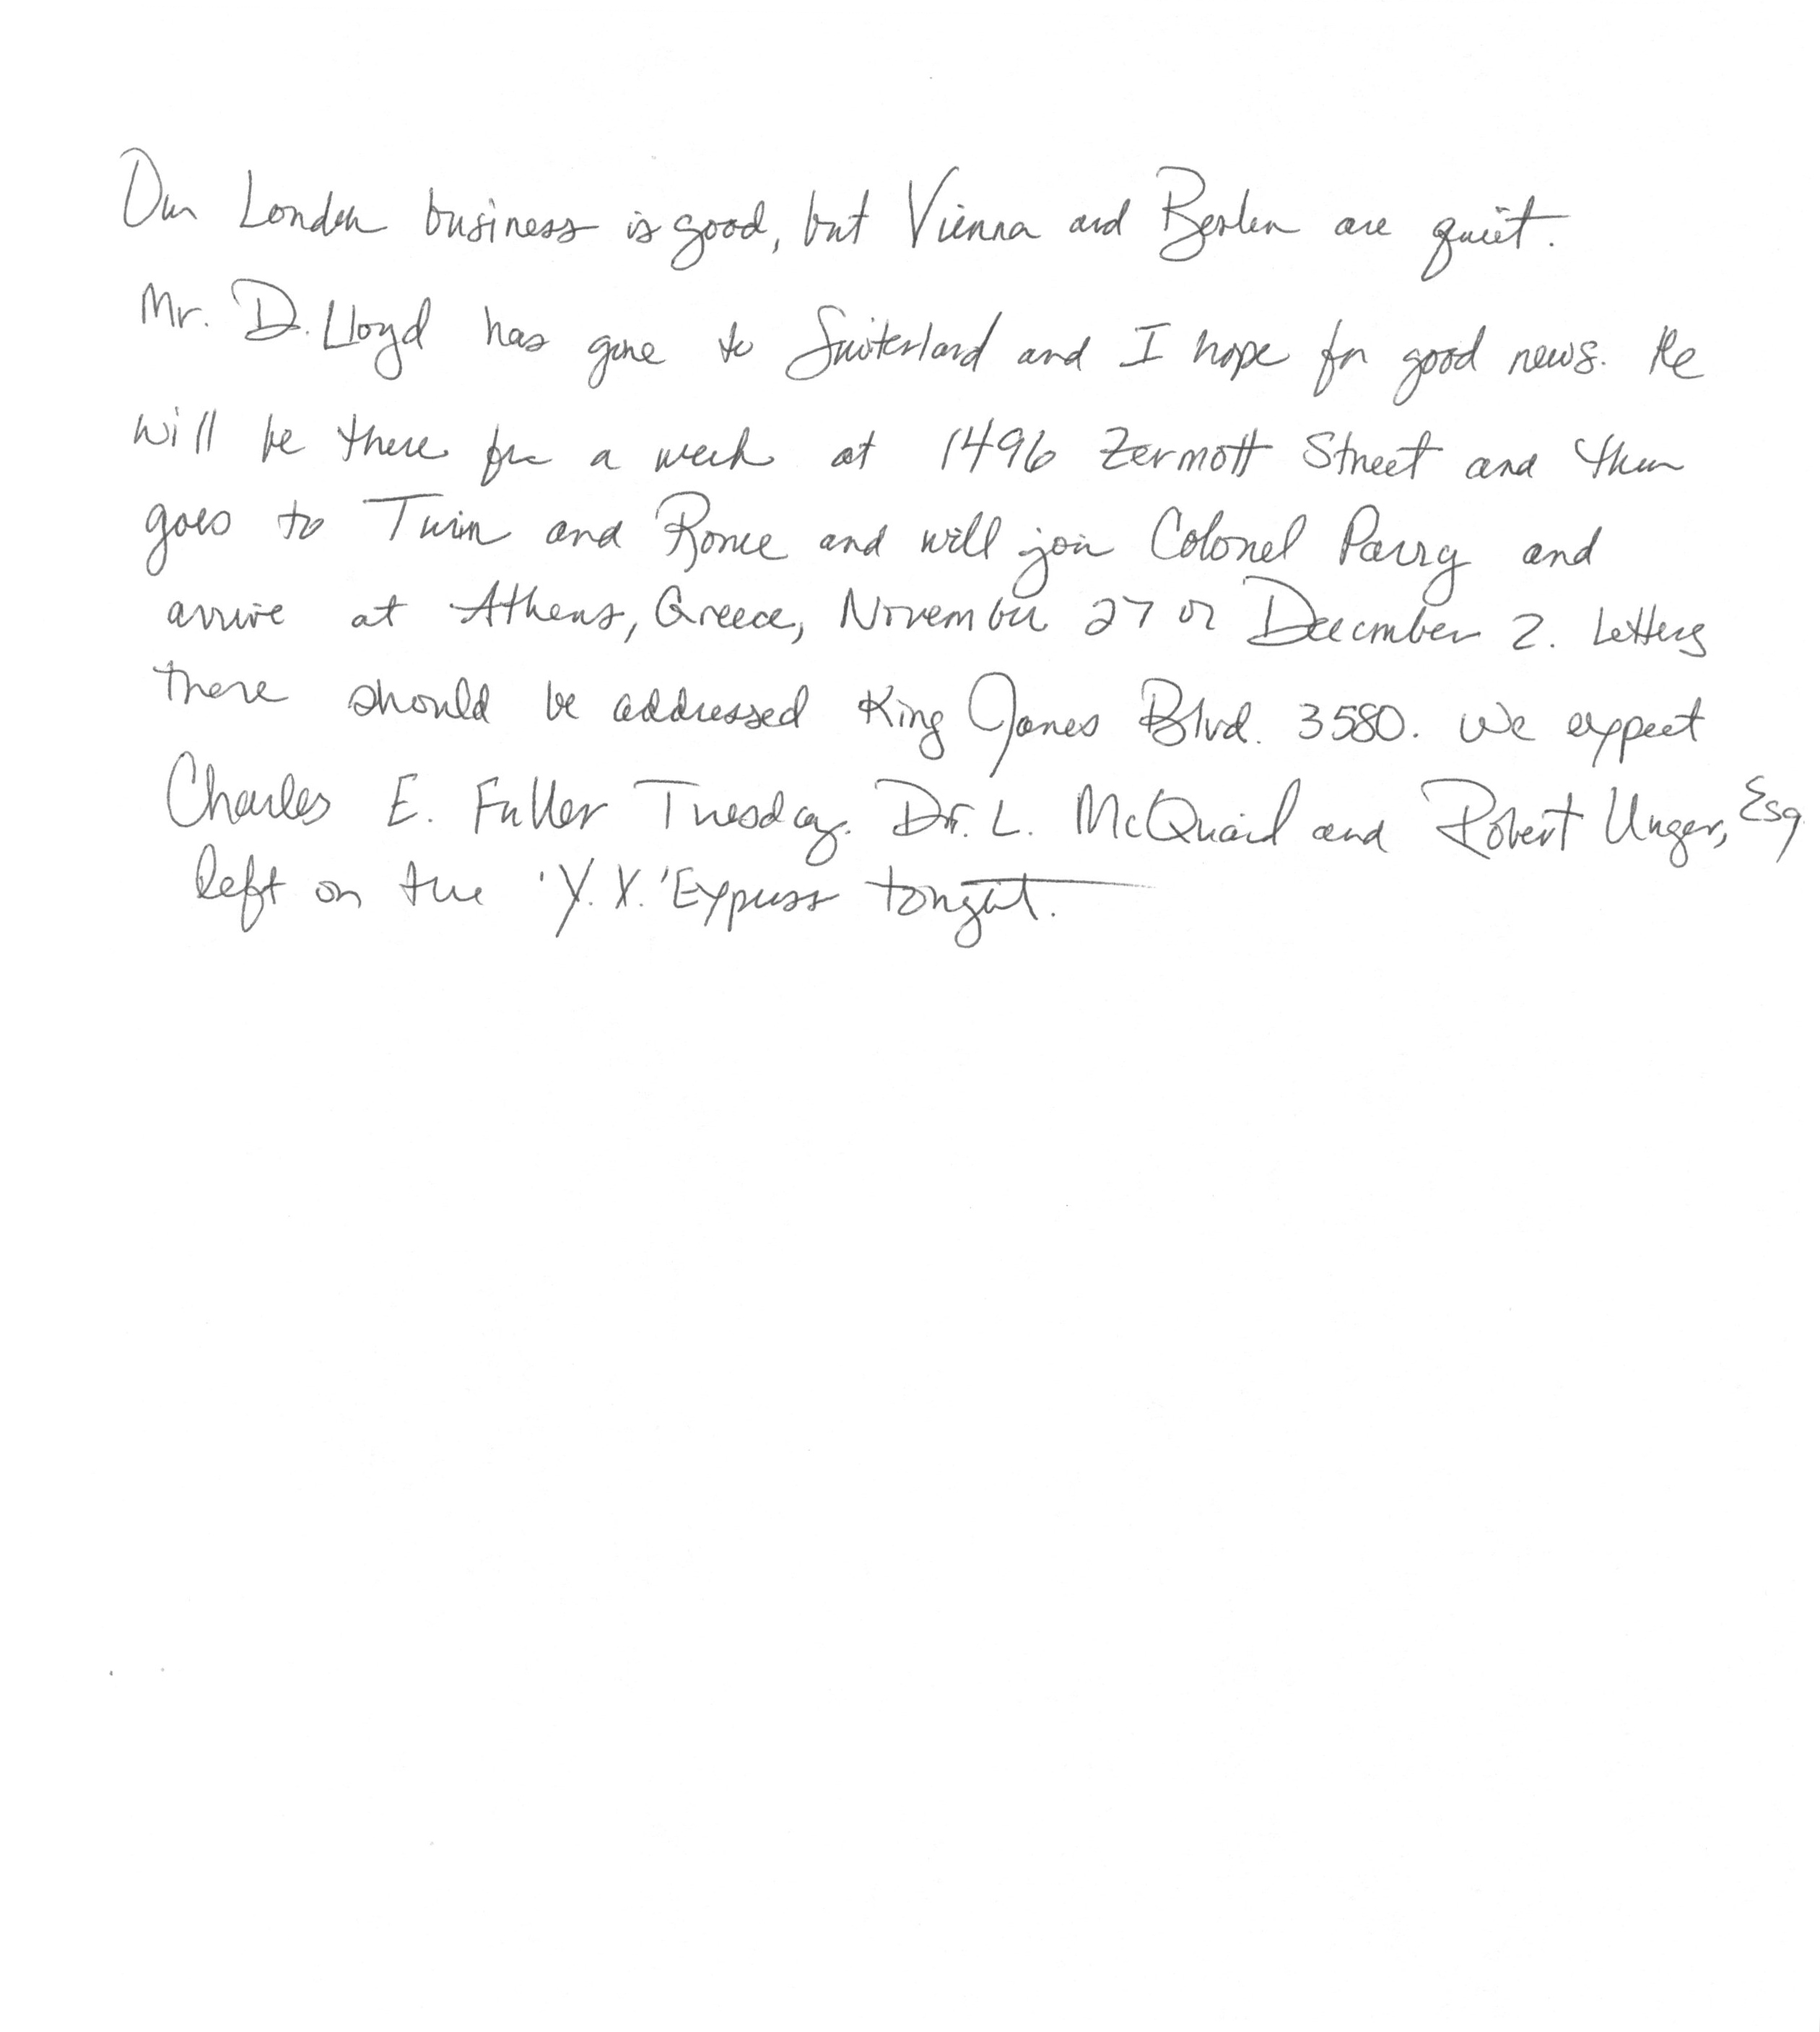 Our London business is good, but Vienna and Berlin are quiet.
Mr. D. Lloyd has gone to Switerland and I hope for good news. He
will be there for a week at 1496 Zermott Street and then
goes to Turin and Rome and will join Colonel Parry and
arrive at Athens, Greece, November 27 or December 2. Letters
there should be addressed King James Blvd. 3580. We expect
Charles E. Fuller Tuesday. Dr. L. McQuaid and Robert Unger, Esq
left on the 'Y.X.' Express tonight.